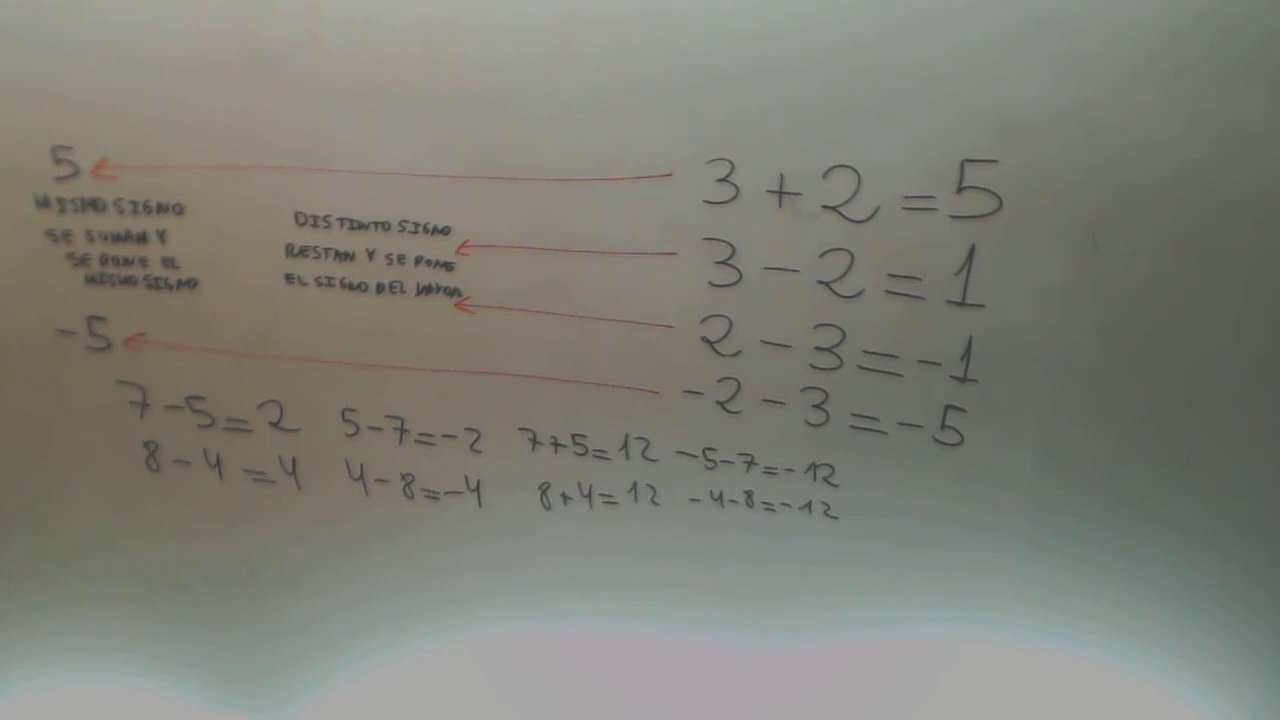 5
MISMO SIGNO
SE SUMAN Y
SE PONE EL
MISMO SIGNO
-5
DISTINTO SIGNO
RESTAN Y SE PONE
EL SIGNO DEL MAYOR
3 + 2 = 5
3 - 2 = 1
2 - 3 = -1
-2 - 3 = -5
7 - 5 = 2 5 - 7 = -2 7 + 5 = 12 -5 - 7 = -12
8 - 4 = 4 4 - 8 = -4 8 + 4 = 12 -4 - 8 = -12